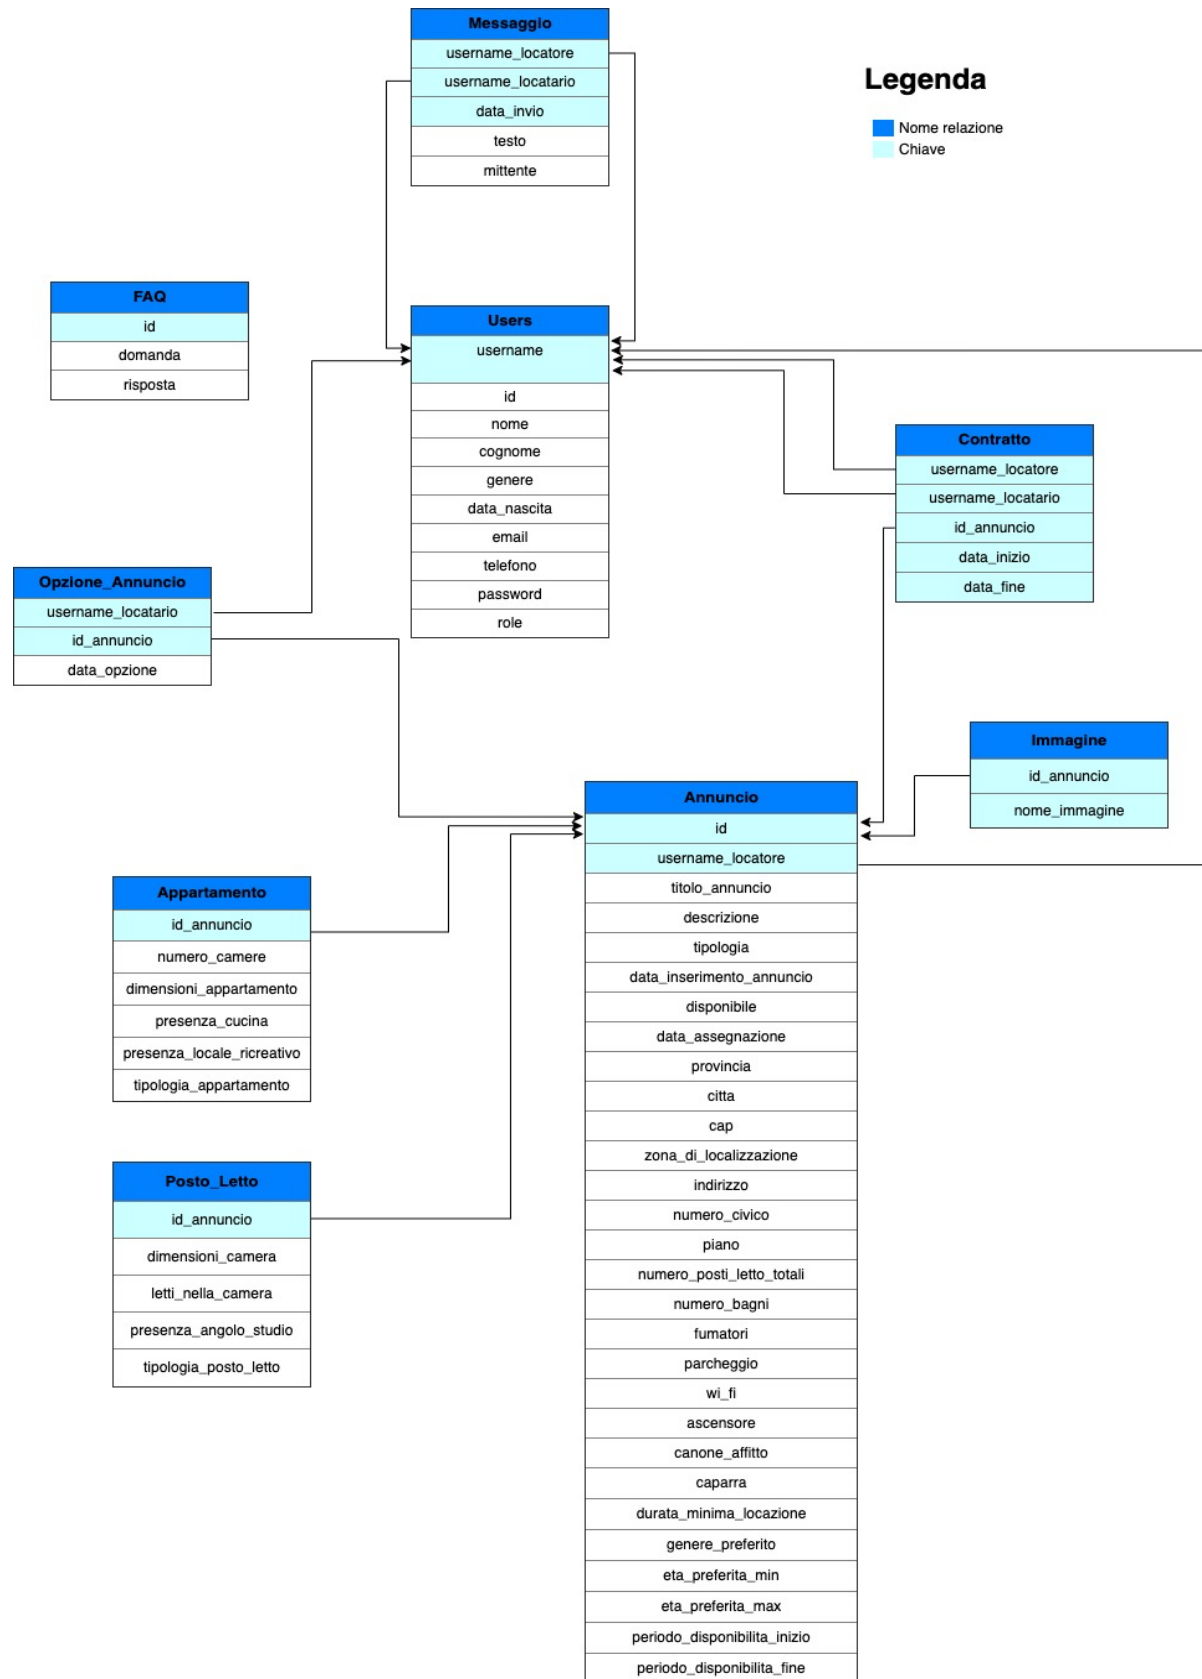 Messaggio
username_locatore
username_locatario
data_invio
testo
mittente
Legenda
Nome relazione
Chiave
FAQ
id
domanda
risposta
Users
username
id
nome
cognome
genere
data_nascita
email
telefono
password
role
Contratto
username_locatore
username_locatario
id_annuncio
data_inizio
data_fine
Opzione_Annuncio
username_locatario
id_annuncio
data_opzione
Immagine
id_annuncio
nome_immagine
Annuncio
id
username_locatore
titolo_annuncio
descrizione
tipologia
data_inserimento_annuncio
disponibile
data_assegnazione
provincia
citta
cap
zona_di_localizzazione
indirizzo
numero_civico
piano
numero_posti_letto_totali
numero_bagni
fumatori
parcheggio
wi_fi
ascensore
canone_affitto
caparra
durata_minima_locazione
genere_preferito
eta_preferita_min
eta_preferita_max
periodo_disponibilita_inizio
periodo_disponibilita_fine
Appartamento
id_annuncio
numero_camere
dimensioni_appartamento
presenza_cucina
presenza_locale_ricreativo
tipologia_appartamento
Posto_Letto
id_annuncio
dimensioni_camera
letti_nella_camera
presenza_angolo_studio
tipologia_posto_letto